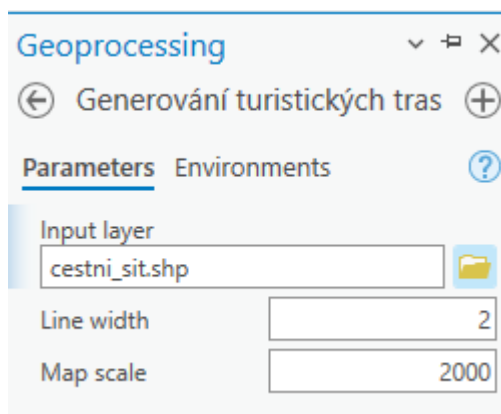 Geoprocessing
Generování turistických tras
Parameters Environments
Input layer
cestni_sit.shp
Line width 2
Map scale 2000